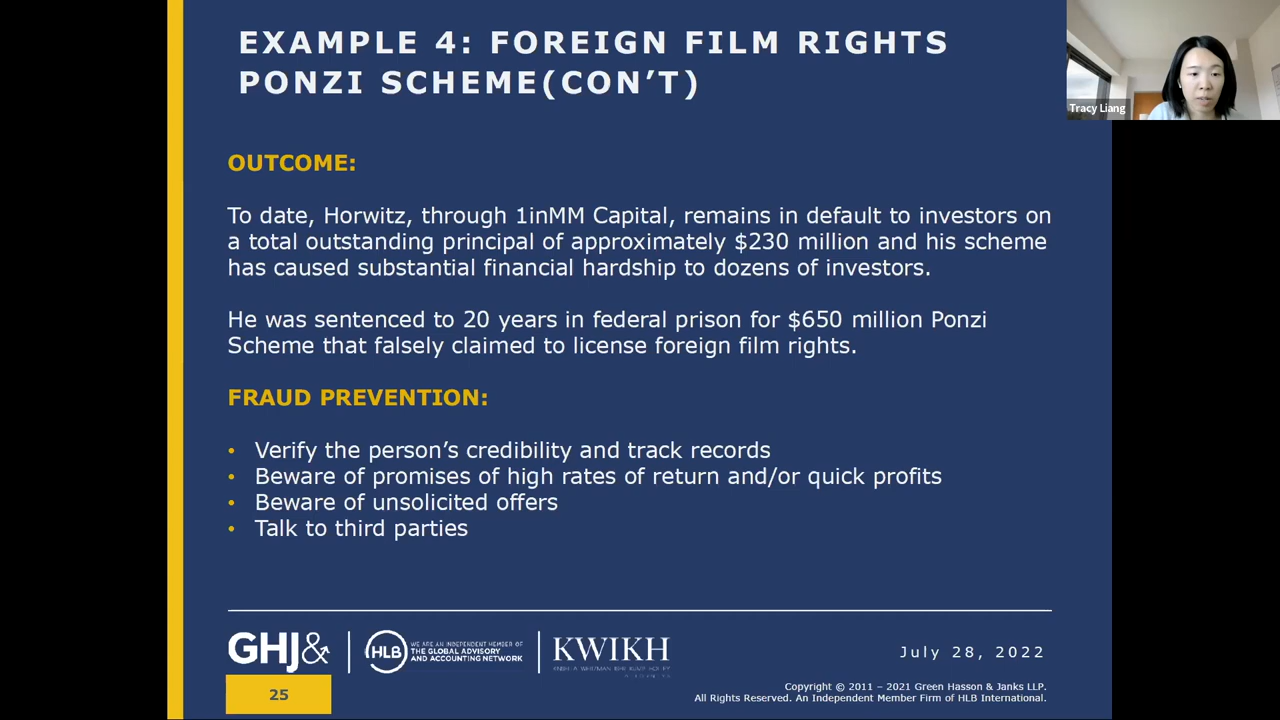 EXAMPLE 4: FOREIGN FILM RIGHTS
PONZI SCHEME(CON’T)
Tracy Liang
OUTCOME:
To date, Horwitz, through 1inMM Capital, remains in default to investors on
a total outstanding principal of approximately $230 million and his scheme
has caused substantial financial hardship to dozens of investors.
He was sentenced to 20 years in federal prison for $650 million Ponzi
Scheme that falsely claimed to license foreign film rights.
FRAUD PREVENTION:
• Verify the person’s credibility and track records
• Beware of promises of high rates of return and/or quick profits
• Beware of unsolicited offers
• Talk to third parties
GHJ&
HLB
WE ARE AN INDEPENDENT MEMBER OF
THE GLOBAL ADVISORY
AND ACCOUNTING NETWORK
KWIKH
July 28, 2022
25
Copyright © 2011 – 2021 Green Hasson & Janks LLP.
All Rights Reserved. An Independent Member Firm of HLB International.